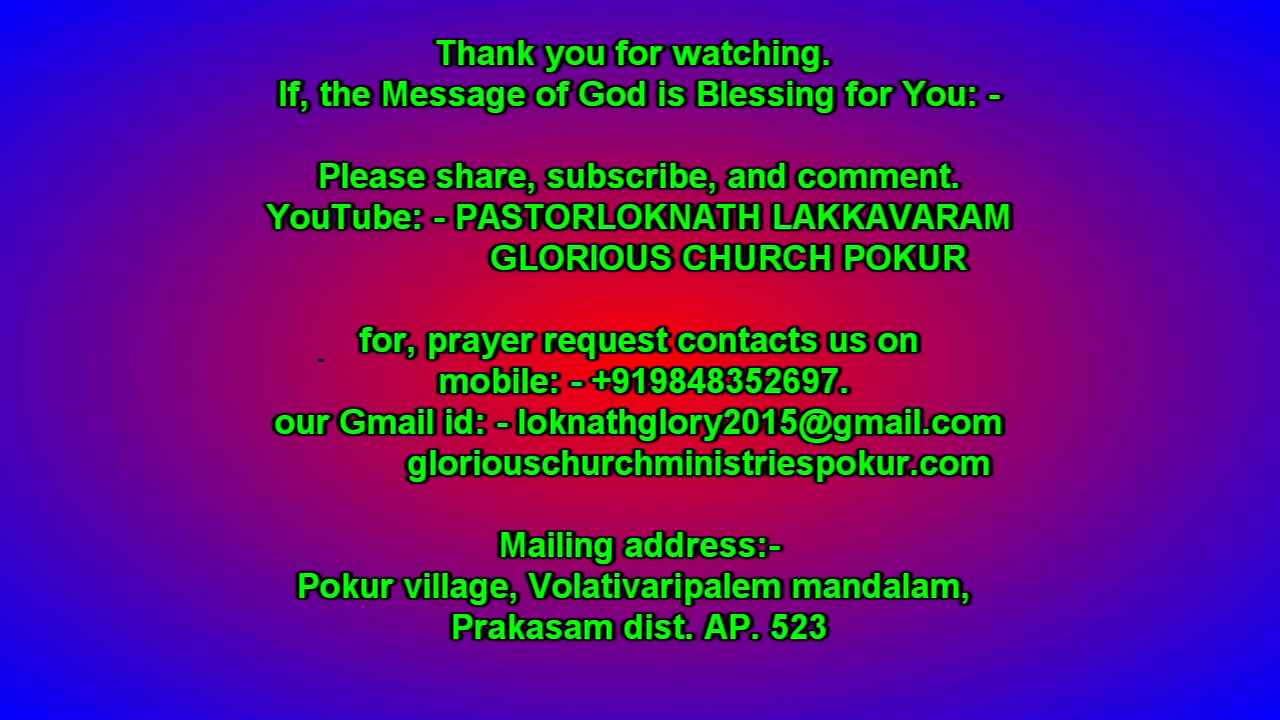 Thank you for watching.
If, the Message of God is Blessing for You: -
Please share, subscribe, and comment.
YouTube: - PASTORLOKNATH LAKKAVARAM
GLORIOUS CHURCH POKUR
for, prayer request contacts us on
mobile: - +919848352697.
our Gmail id: - loknathglory2015@gmail.com
gloriouschurchministriespokur.com
Mailing address:-
Pokur village, Volativaripalem mandalam,
Prakasam dist. AP. 523